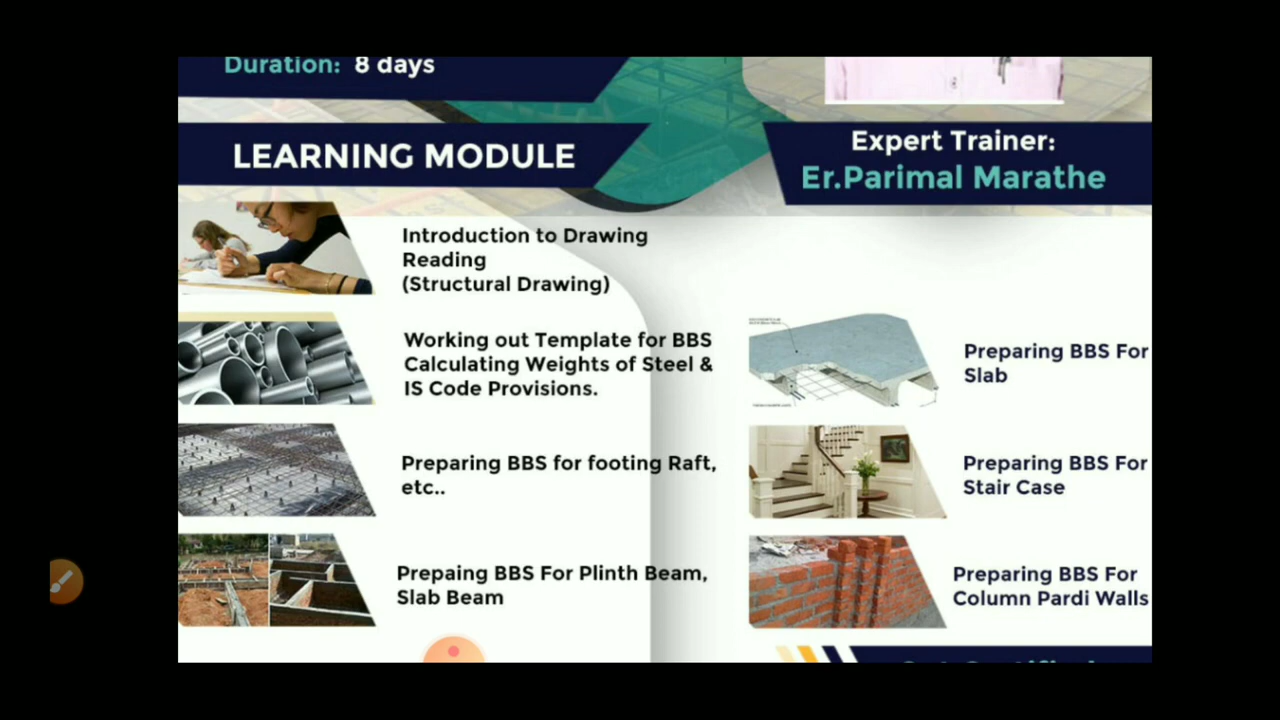 Duration: 8 days
LEARNING MODULE
Expert Trainer:
Er.Parimal Marathe
Introduction to Drawing
Reading
(Structural Drawing)
Working out Template for BBS
Calculating Weights of Steel &
IS Code Provisions.
Preparing BBS for footing Raft,
etc..
Prepaing BBS For Plinth Beam,
Slab Beam
Preparing BBS For
Slab
Preparing BBS For
Stair Case
Preparing BBS For
Column Pardi Walls